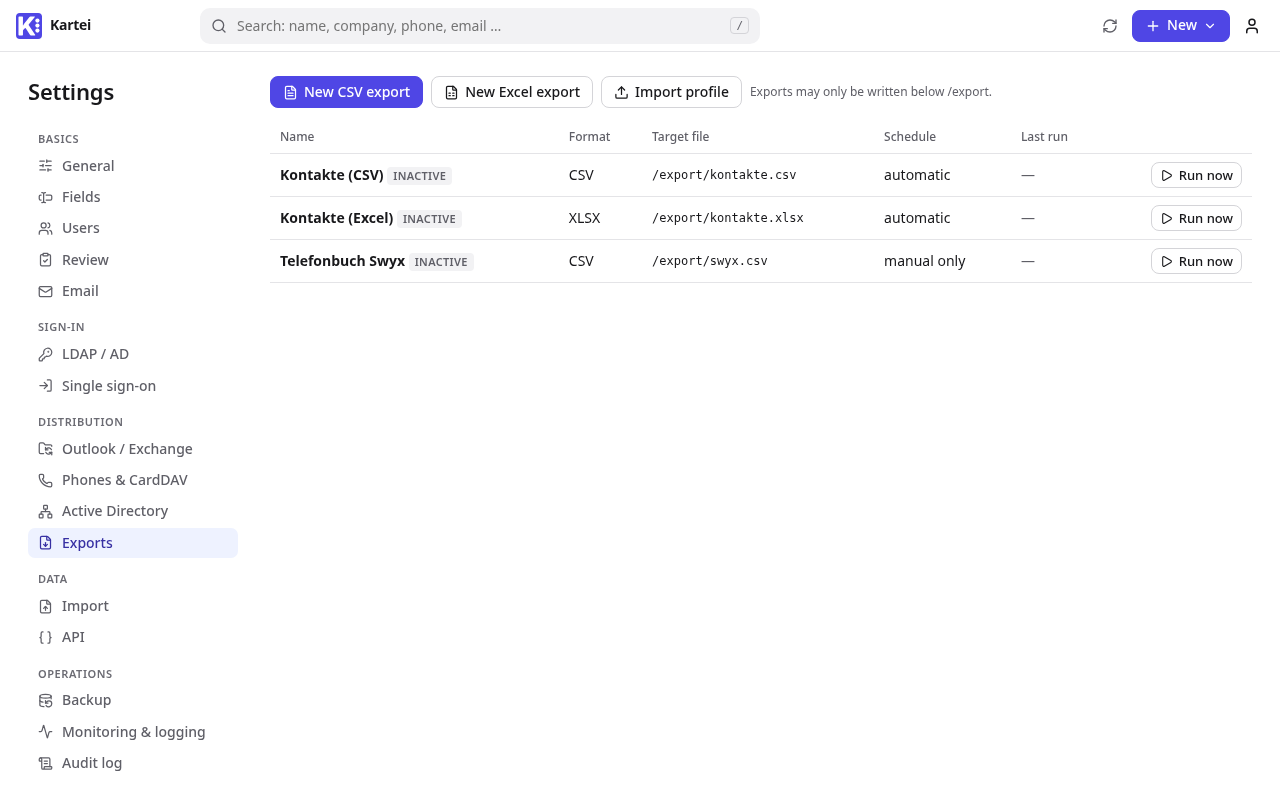 Kartei
Search: name, company, phone, email ...
/
New
Settings
BASICS
General
Fields
Users
Review
Email
SIGN-IN
LDAP / AD
Single sign-on
DISTRIBUTION
Outlook / Exchange
Phones & CardDAV
Active Directory
Exports
DATA
Import
API
OPERATIONS
Backup
Monitoring & logging
Audit log
New CSV export
New Excel export
Import profile
Exports may only be written below /export.
Name Format Target file Schedule Last run
Kontakte (CSV) INACTIVE CSV /export/kontakte.csv automatic — Run now
Kontakte (Excel) INACTIVE XLSX /export/kontakte.xlsx automatic — Run now
Telefonbuch Swyx INACTIVE CSV /export/swyx.csv manual only — Run now